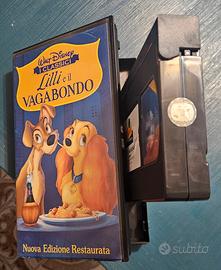 WALT DISNEY
I CLASSICI
Lilli e il
VAGABONDO
Nuova Edizione Restaurata
subito